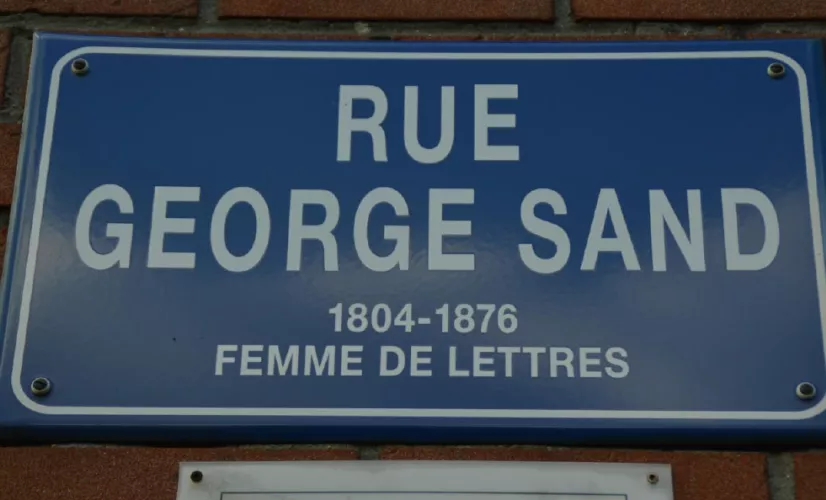 RUE
GEORGE SAND
1804-1876
FEMME DE LETTRES